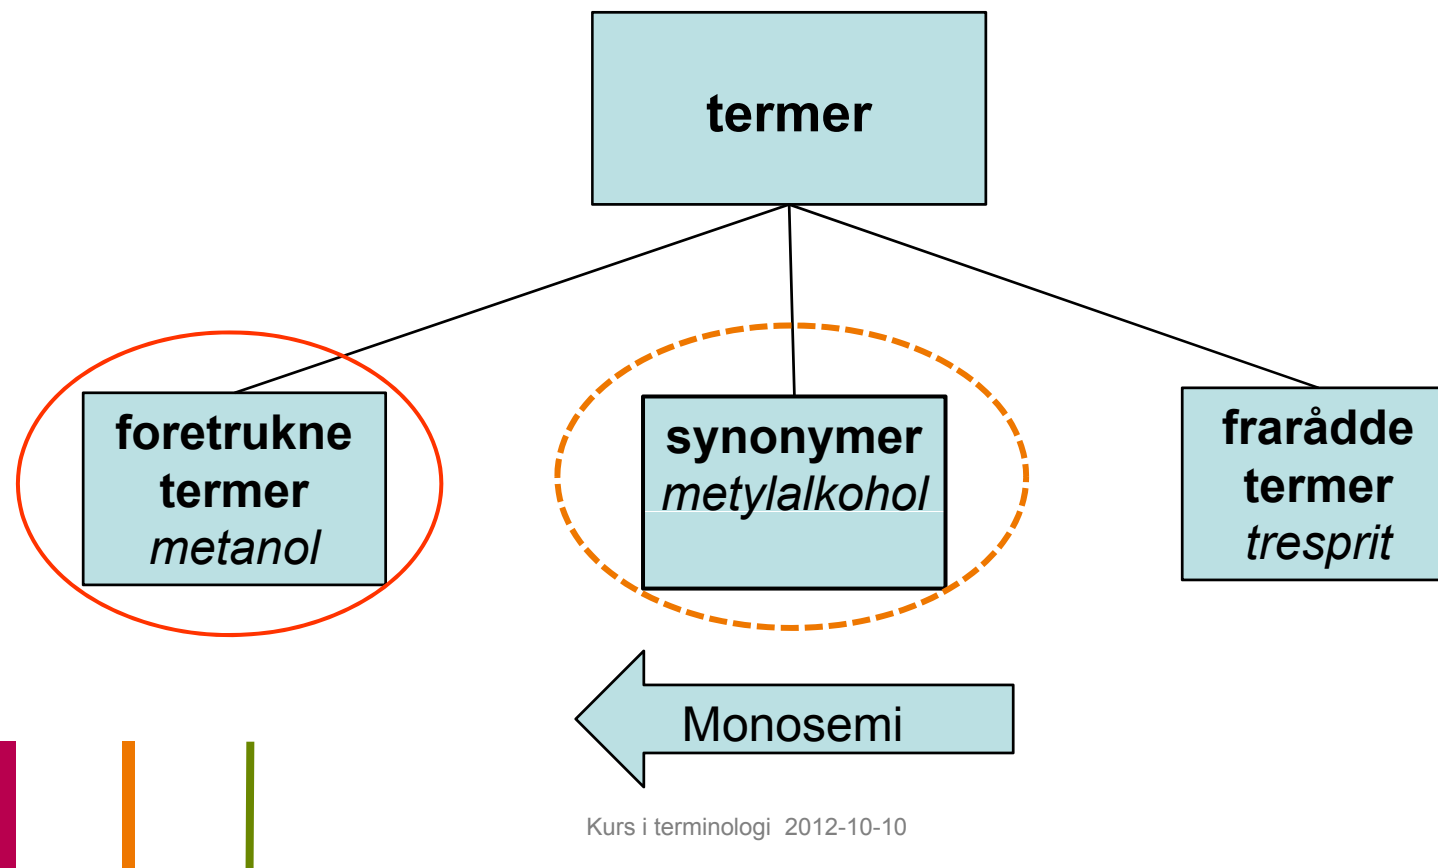 termer
foretrukne
termer
metanol
synonymer
metylalkohol
frarådde
termer
tresprit
Monosemi
Kurs i terminologi 2012-10-10